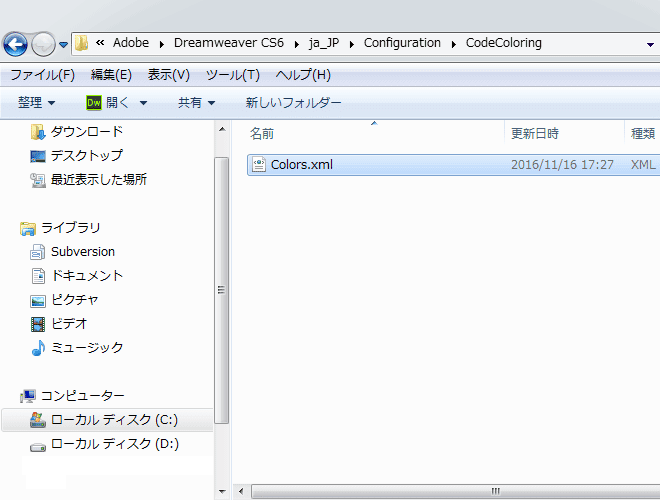 « Adobe ▸ Dreamweaver CS6 ▸ ja_JP ▸ Configuration ▸ CodeColoring
ファイル(F) 編集(E) 表示(V) ツール(T) ヘルプ(H)
整理 Dw 開く 共有 新しいフォルダー
ダウンロード
デスクトップ
最近表示した場所
ライブラリ
Subversion
ドキュメント
ピクチャ
ビデオ
ミュージック
コンピューター
ローカル ディスク (C:)
ローカル ディスク (D:)
名前 更新日時 種類
Colors.xml 2016/11/16 17:27 XML